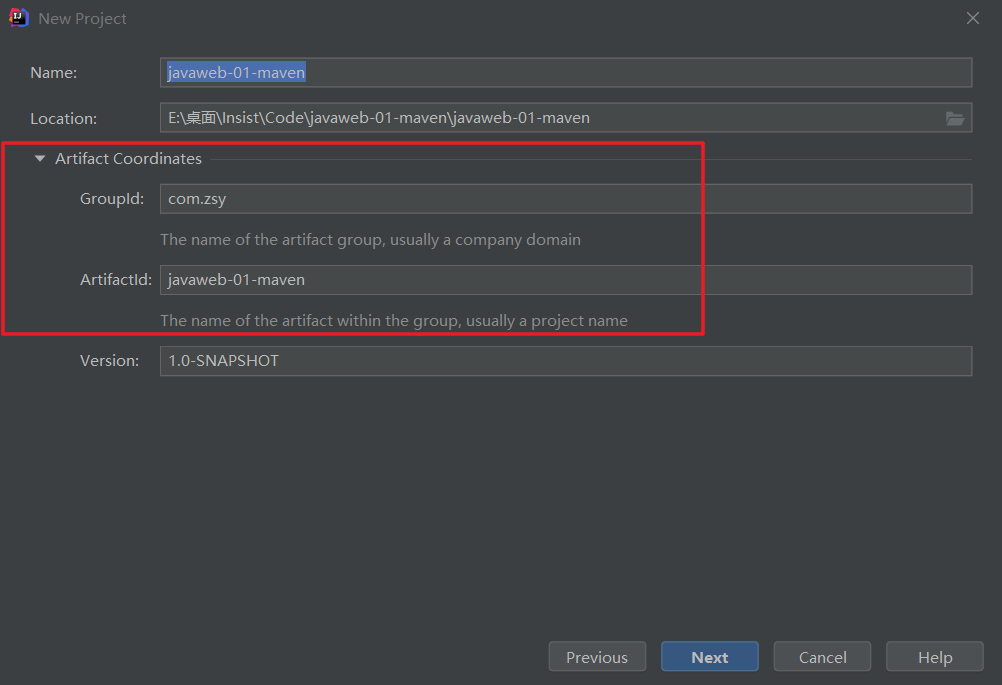 New Project
Name: javaweb-01-maven
Location: E:\桌面\Insist\Code\javaweb-01-maven\javaweb-01-maven
Artifact Coordinates
GroupId: com.zsy
The name of the artifact group, usually a company domain
ArtifactId: javaweb-01-maven
The name of the artifact within the group, usually a project name
Version: 1.0-SNAPSHOT
Previous Next Cancel Help